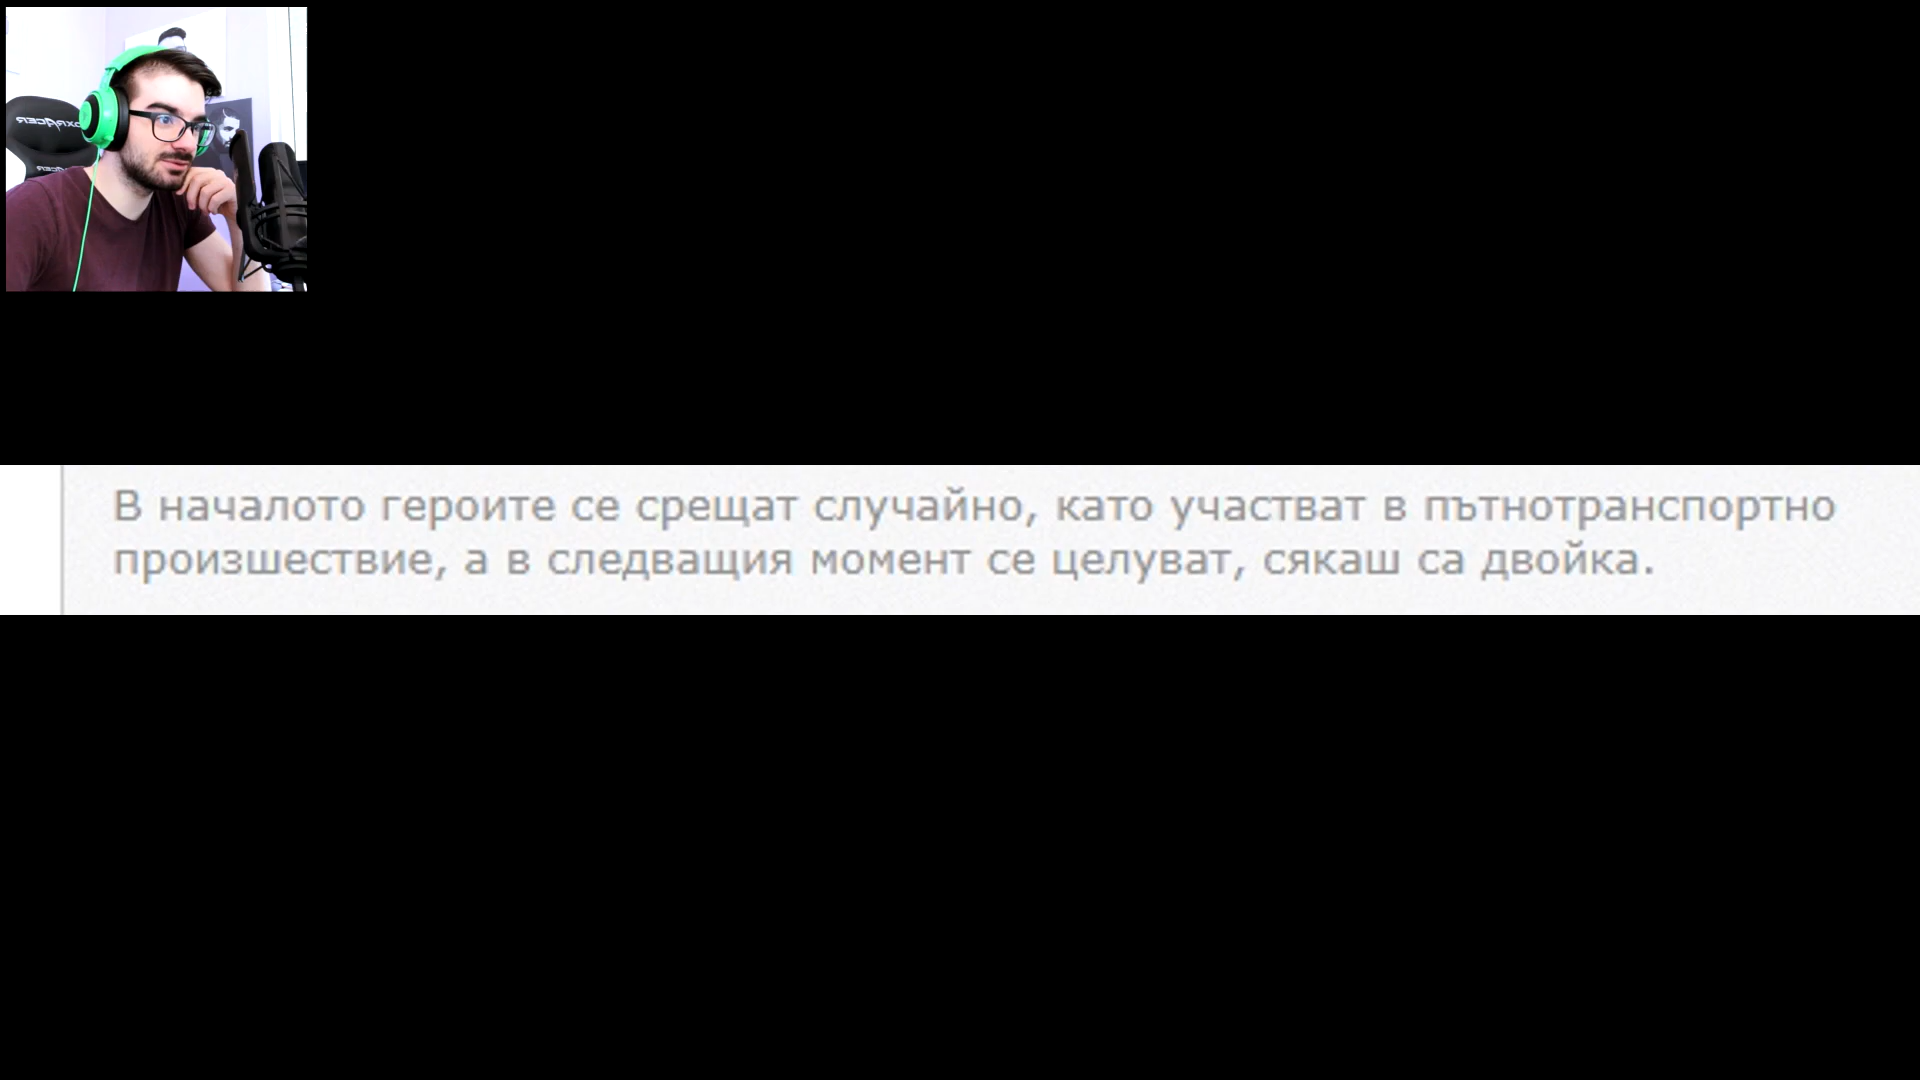 В началото героите се срещат случайно, като участват в пътнотранспортно
произшествие, а в следващия момент се целуват, сякаш са двойка.